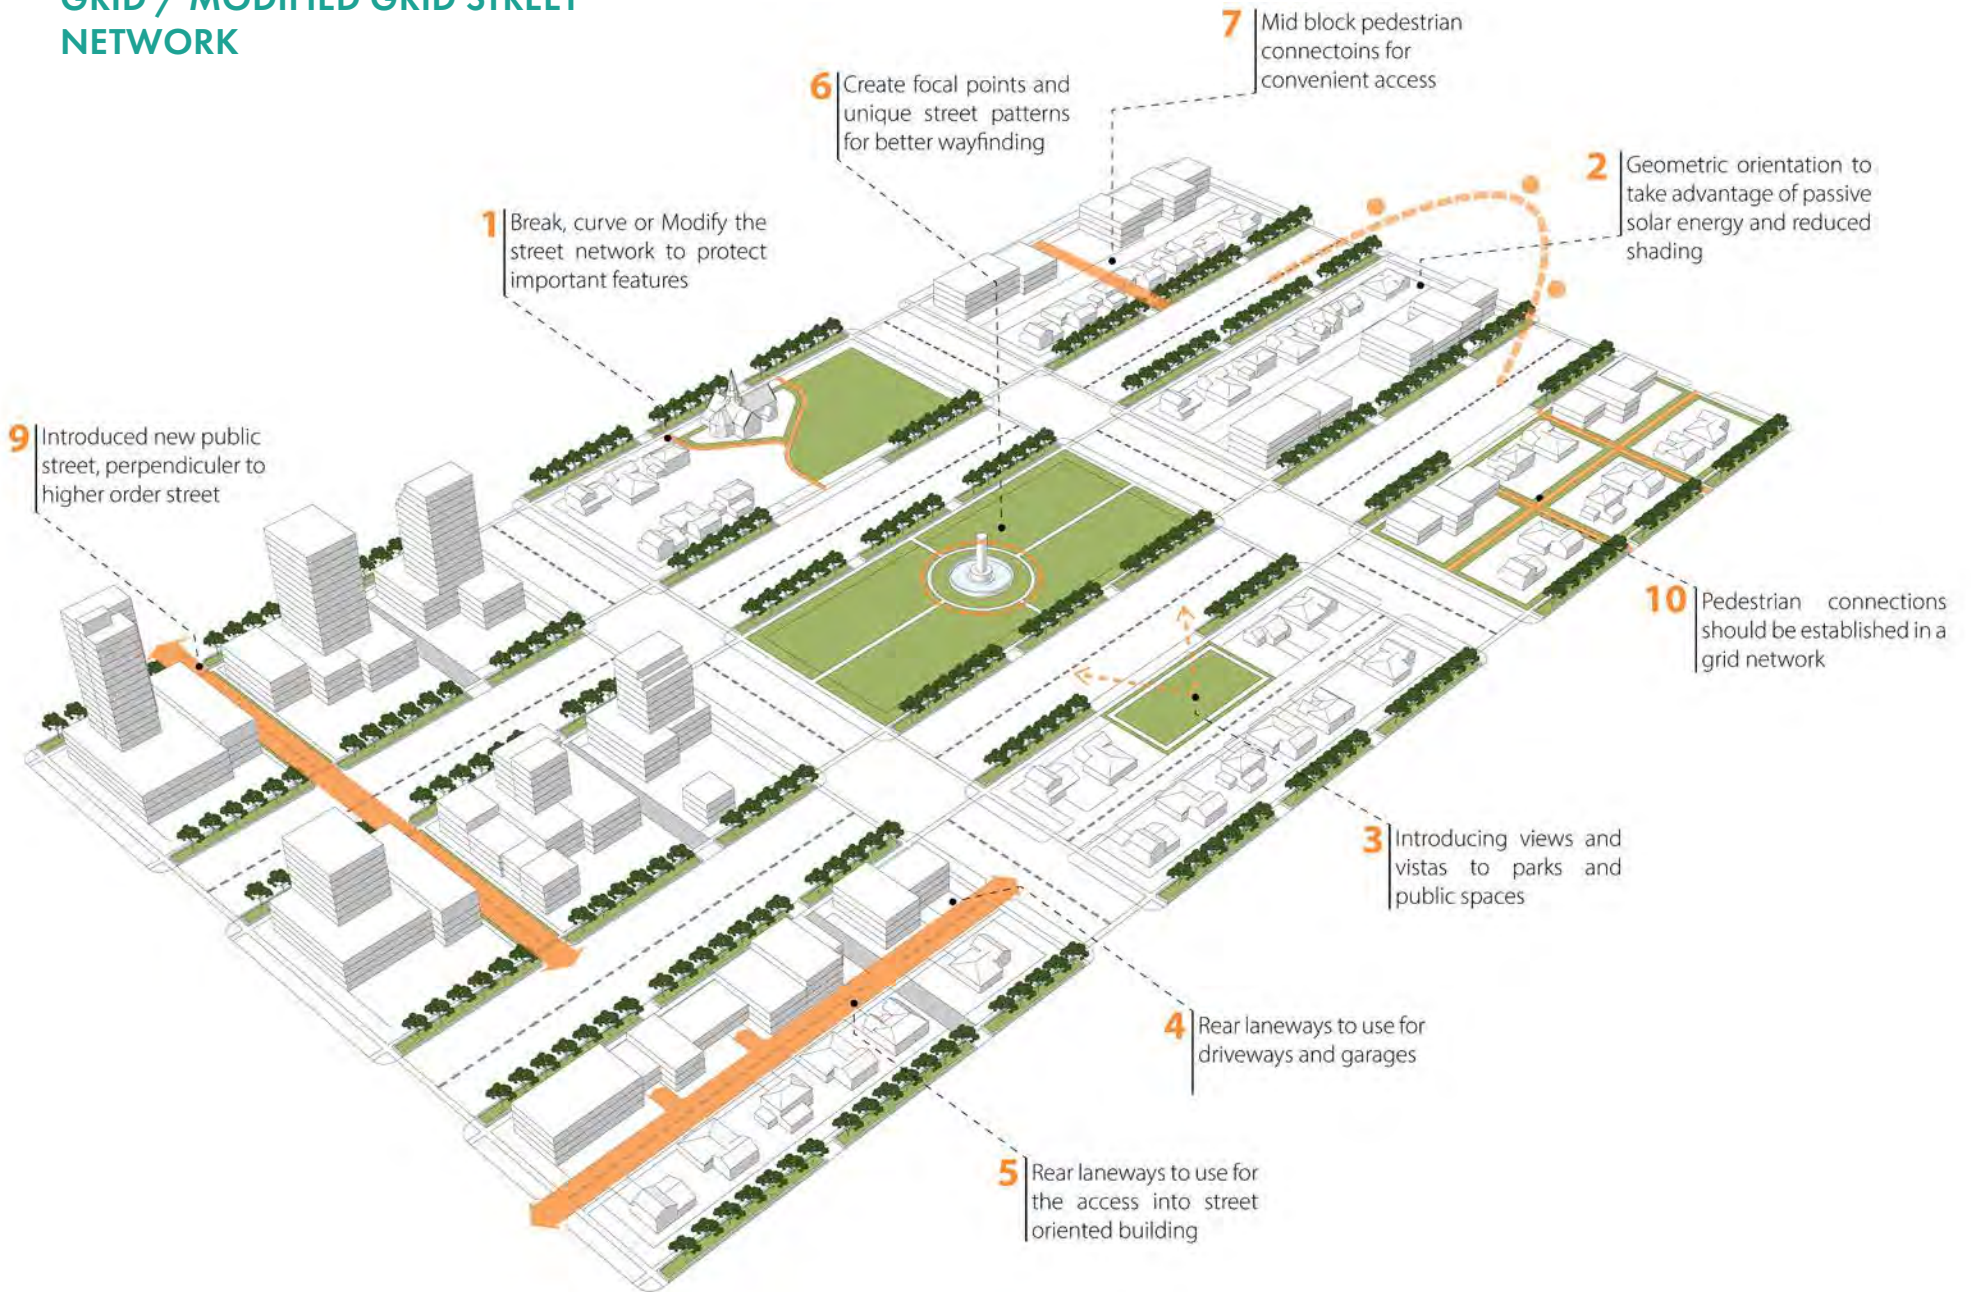 GRID / MODIFIED GRID STREET
NETWORK
7
Mid block pedestrian
connectoins for
convenient access
6
Create focal points and
unique street patterns
for better wayfinding
2
Geometric orientation to
take advantage of passive
solar energy and reduced
shading
1
Break, curve or Modify the
street network to protect
important features
9
Introduced new public
street, perpendiculer to
higher order street
10
Pedestrian connections
should be established in a
grid network
3
Introducing views and
vistas to parks and
public spaces
4
Rear laneways to use for
driveways and garages
5
Rear laneways to use for
the access into street
oriented building